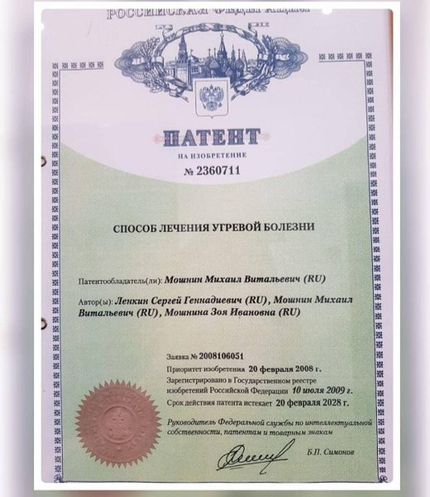 РОССИЙСКАЯ ФЕДЕРАЦИЯ
ПАТЕНТ
НА ИЗОБРЕТЕНИЕ
№ 2360711
СПОСОБ ЛЕЧЕНИЯ УГРЕВОЙ БОЛЕЗНИ
Патентообладатель(ли): Мошнин Михаил Витальевич (RU)
Автор(ы): Ленкин Сергей Геннадиевич (RU), Мошнин Михаил
Витальевич (RU), Мошнина Зоя Ивановна (RU)
Заявка № 2008106051
Приоритет изобретения 20 февраля 2008 г.
Зарегистрировано в Государственном реестре
изобретений Российской Федерации 10 июля 2009 г.
Срок действия патента истекает 20 февраля 2028 г.
Руководитель Федеральной службы по интеллектуальной
собственности, патентам и товарным знакам
Б.П. Симонов